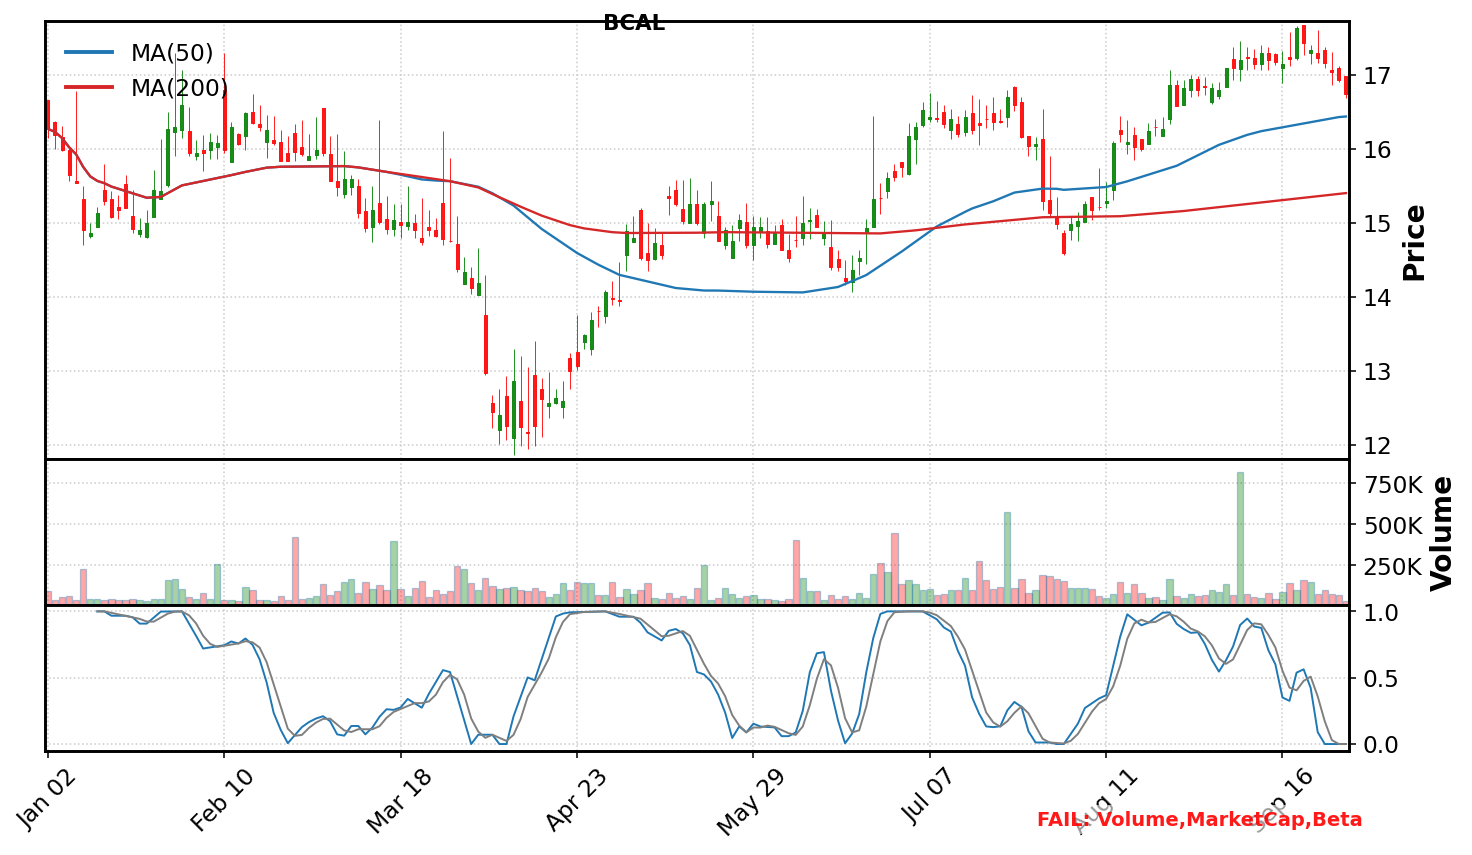 BCAL
MA(50)
MA(200)
17
16
15
14
13
12
Price
750K
500K
250K
Volume
1.0
0.5
0.0
Jan 02
Feb 10
Mar 18
Apr 23
May 29
Jul 07
Aug 11
Sep 16
FAIL: Volume,MarketCap,Beta